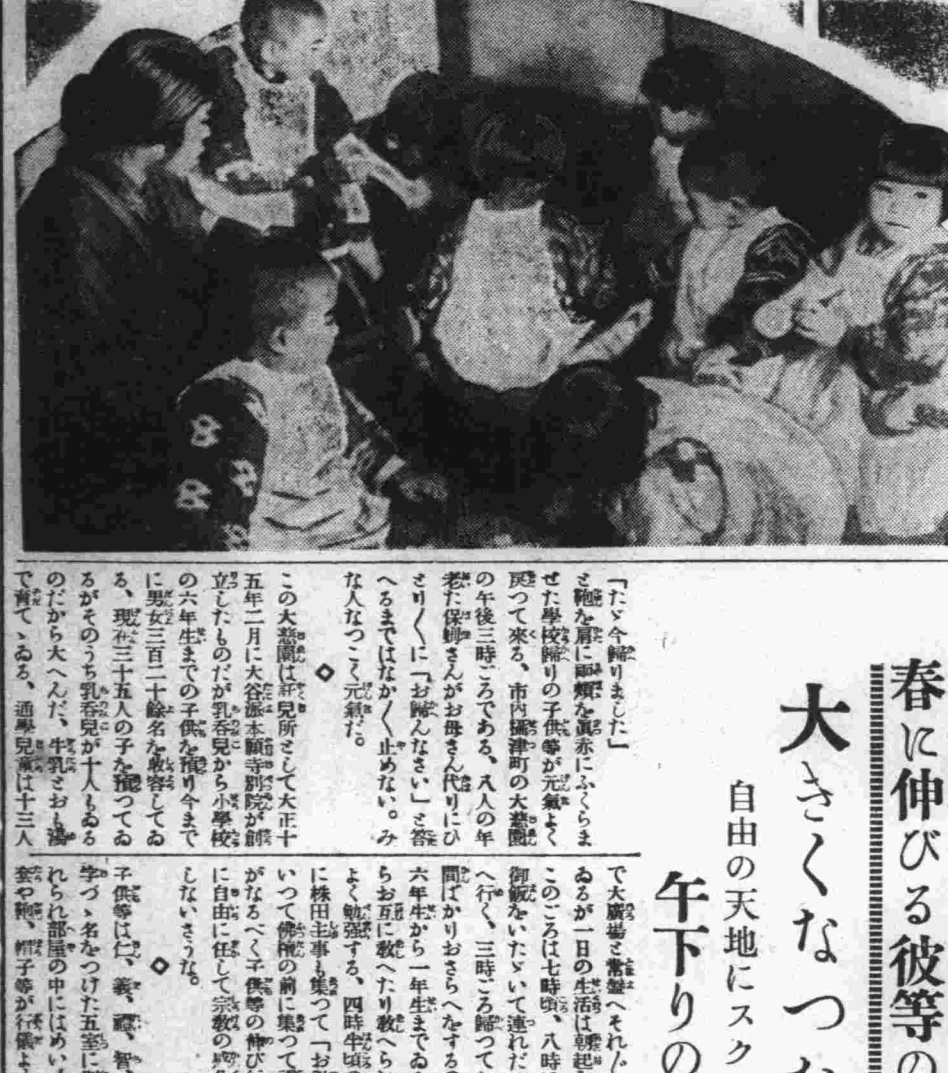 春に伸びる彼等の
大きくなつ
自由の天地にスク
午下りの
「たゞ今歸りました」
と鞄を肩に両頬を眞赤にふくらま
せた學校歸りの子供等が元氣よく
戻つて來る、市内攝津町の大慈園
の午後三時ごろである、八人の年
老た保姆さんがお母さん代りにひ
とり〳〵に「お歸んなさい」と答
へるまではなか〳〵止めない。み
な人なつこく元氣だ。
◇
この大慈園は託兒所として大正十
五年二月に大谷派本願寺別院が創
立したものだが乳呑兒から小學校
の六年生までの子供を預り今まで
に男女三百二十餘名を敎容してゐ
る、現在三十五人の子を預つてゐ
るがそのうち乳呑兒が十人もゐる
のだから大へんだ、牛乳とおも湯
で育てゝゐる、通學兒童は十三人
で大廣場と常盤へそれ〴〵
ゐるが一日の生活は朝起
このごろは七時頃、八時
御飯をいたゞいて連れだ
へ行く、三時ごろ歸つて
間ばかりおさらへをする
六年生から一年生までゐ
らお互に敎へたり敎へら
よく勉强する、四時半頃
に株田主事も集つて「お
いつて佛樣の前に集つて
がなるべく子供等の伸び
に自由に任して宗敎の
しないさうな。
◇
子供等は仁、義、禮、智、
字づゝ名をつけた五室に
れられ部屋の中にはめい
套や鞄、帽子等が行儀よ